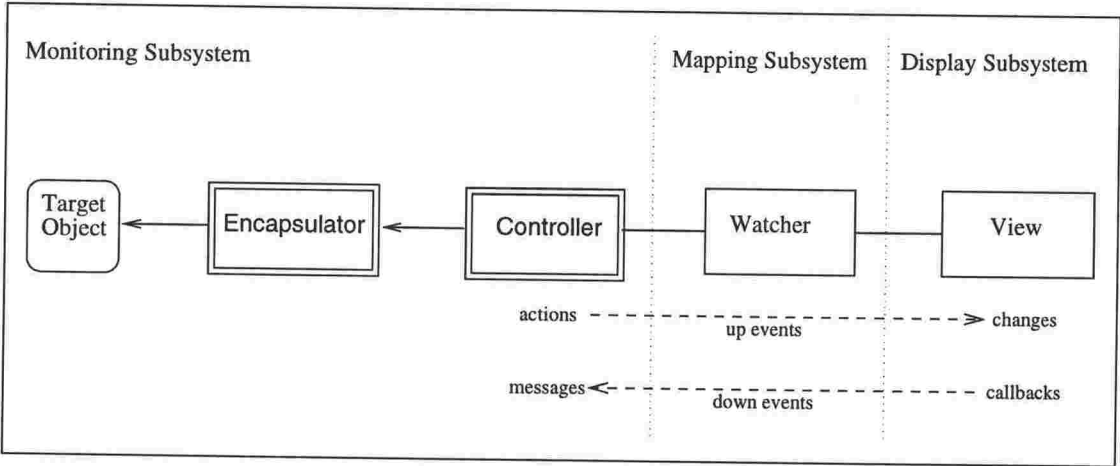 Monitoring Subsystem
Mapping Subsystem
Display Subsystem
Target
Object
Encapsulator
Controller
Watcher
View
actions
up events
changes
messages
down events
callbacks